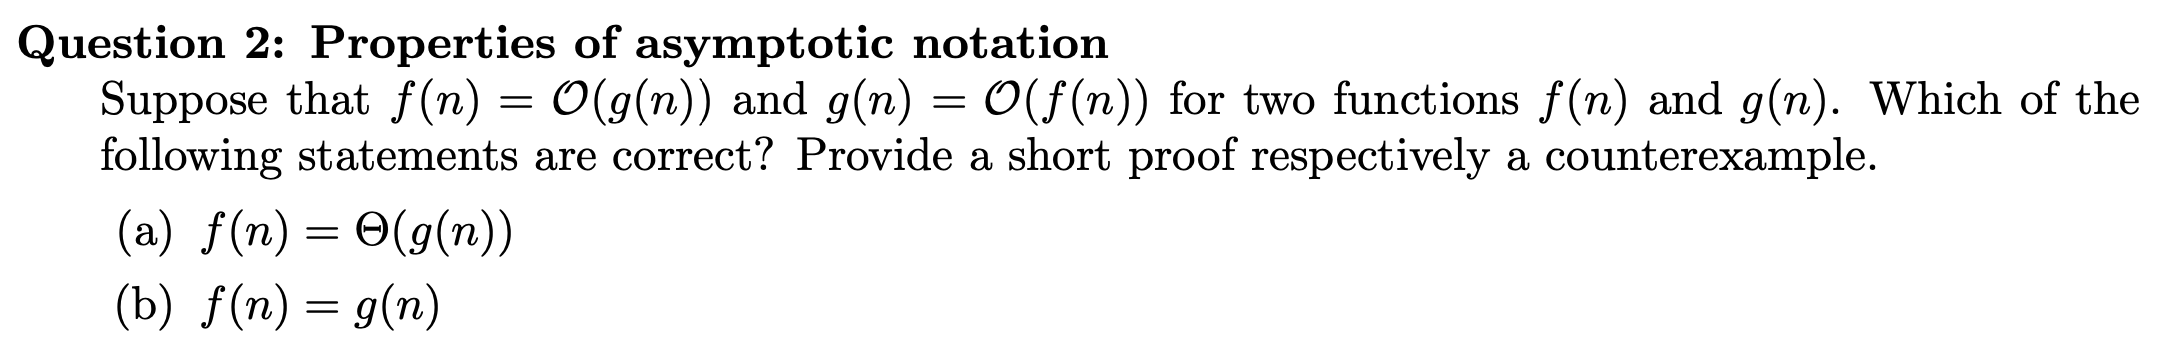 Question 2: Properties of asymptotic notation
Suppose that f(n) = 𝒪(g(n)) and g(n) = 𝒪(f(n)) for two functions f(n) and g(n). Which of the
following statements are correct? Provide a short proof respectively a counterexample.
(a) f(n) = Θ(g(n))
(b) f(n) = g(n)